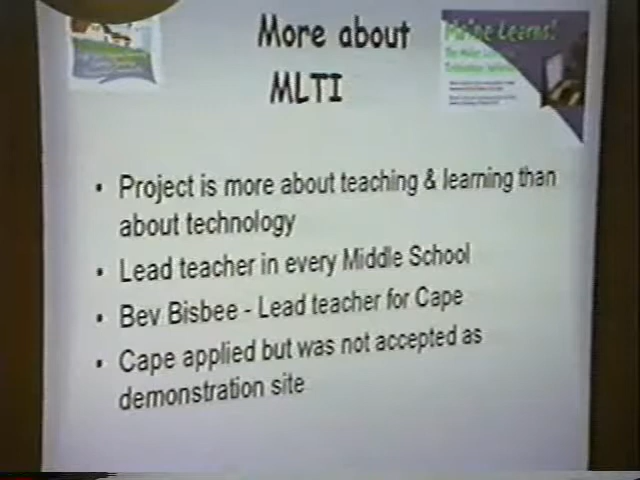 More about
MLTI
Maine Learns!
• Project is more about teaching & learning than
about technology
• Lead teacher in every Middle School
• Bev Bisbee - Lead teacher for Cape
• Cape applied but was not accepted as
demonstration site